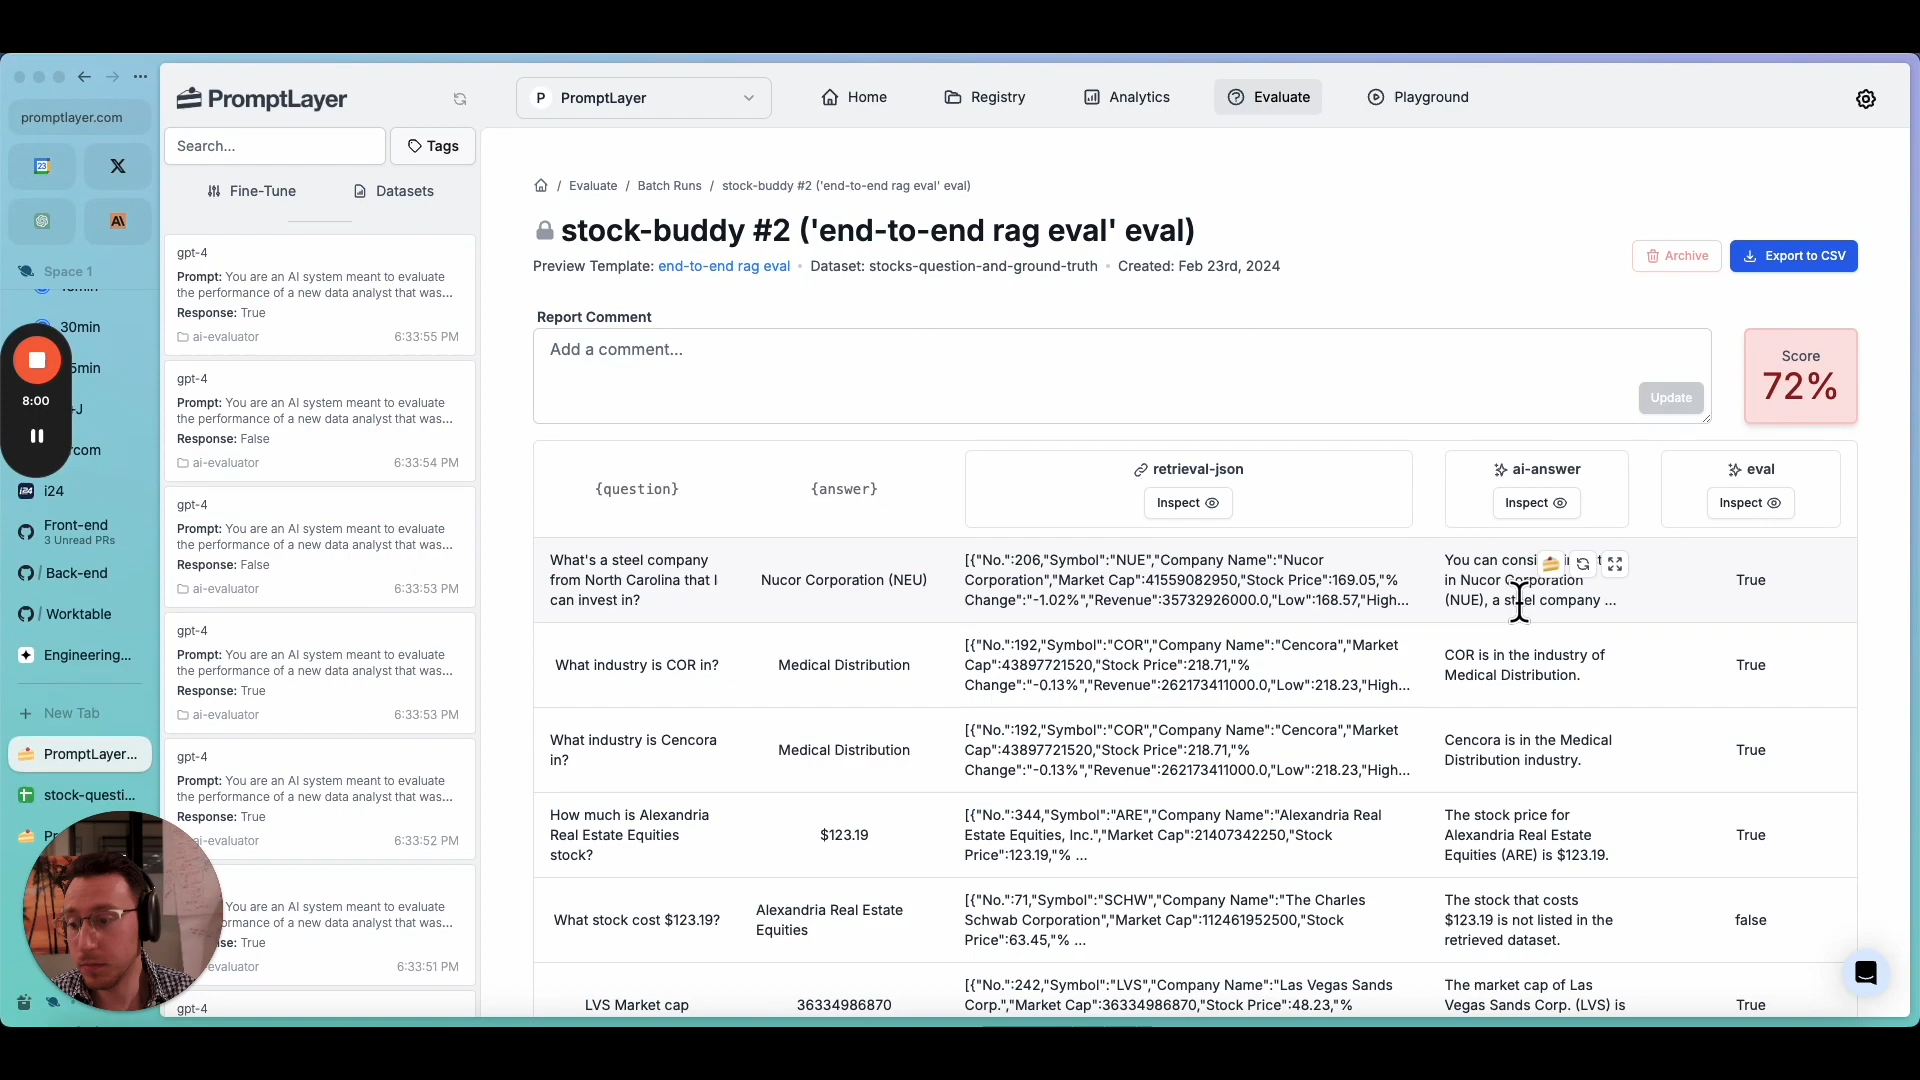 promptlayer.com
23
X
A\
Space 1
30min
5min
+J
rcom
i24
i24
Front-end
3 Unread PRs
/ Back-end
/ Worktable
Engineering...
New Tab
PromptLayer...
stock-questi...
8:00
PromptLayer
P PromptLayer
Home
Registry
Analytics
Evaluate
Playground
Search...
Tags
Fine-Tune
Datasets
gpt-4
Prompt: You are an AI system meant to evaluate
the performance of a new data analyst that was...
Response: True
ai-evaluator 6:33:55 PM
gpt-4
Prompt: You are an AI system meant to evaluate
the performance of a new data analyst that was...
Response: False
ai-evaluator 6:33:54 PM
gpt-4
Prompt: You are an AI system meant to evaluate
the performance of a new data analyst that was...
Response: False
ai-evaluator 6:33:53 PM
gpt-4
Prompt: You are an AI system meant to evaluate
the performance of a new data analyst that was...
Response: True
ai-evaluator 6:33:53 PM
gpt-4
Prompt: You are an AI system meant to evaluate
the performance of a new data analyst that was...
Response: True
ai-evaluator 6:33:52 PM
You are an AI system meant to evaluate
ormance of a new data analyst that was...
se: True
evaluator 6:33:51 PM
gpt-4
/ Evaluate / Batch Runs / stock-buddy #2 ('end-to-end rag eval' eval)
stock-buddy #2 ('end-to-end rag eval' eval)
Preview Template: end-to-end rag eval • Dataset: stocks-question-and-ground-truth • Created: Feb 23rd, 2024
Archive
Export to CSV
Report Comment
Add a comment...
Update
Score
72%
{question}
{answer}
retrieval-json
Inspect
ai-answer
Inspect
eval
Inspect
What's a steel company
from North Carolina that I
can invest in?
Nucor Corporation (NEU)
[{"No.":206,"Symbol":"NUE","Company Name":"Nucor
Corporation","Market Cap":41559082950,"Stock Price":169.05,"%
Change":"-1.02%","Revenue":35732926000.0,"Low":168.57,"High...
You can consi
in Nucor Corporation
(NUE), a steel company ...
True
What industry is COR in?
Medical Distribution
[{"No.":192,"Symbol":"COR","Company Name":"Cencora","Market
Cap":43897721520,"Stock Price":218.71,"%
Change":"-0.13%","Revenue":262173411000.0,"Low":218.23,"High...
COR is in the industry of
Medical Distribution.
True
What industry is Cencora
in?
Medical Distribution
[{"No.":192,"Symbol":"COR","Company Name":"Cencora","Market
Cap":43897721520,"Stock Price":218.71,"%
Change":"-0.13%","Revenue":262173411000.0,"Low":218.23,"High...
Cencora is in the Medical
Distribution industry.
True
How much is Alexandria
Real Estate Equities
stock?
$123.19
[{"No.":344,"Symbol":"ARE","Company Name":"Alexandria Real
Estate Equities, Inc.","Market Cap":21407342250,"Stock
Price":123.19,"% ...
The stock price for
Alexandria Real Estate
Equities (ARE) is $123.19.
True
What stock cost $123.19?
Alexandria Real Estate
Equities
[{"No.":71,"Symbol":"SCHW","Company Name":"The Charles
Schwab Corporation","Market Cap":112461952500,"Stock
Price":63.45,"% ...
The stock that costs
$123.19 is not listed in the
retrieved dataset.
false
LVS Market cap
36334986870
[{"No.":242,"Symbol":"LVS","Company Name":"Las Vegas Sands
Corp.","Market Cap":36334986870,"Stock Price":48.23,"%
The market cap of Las
Vegas Sands Corp. (LVS) is
True